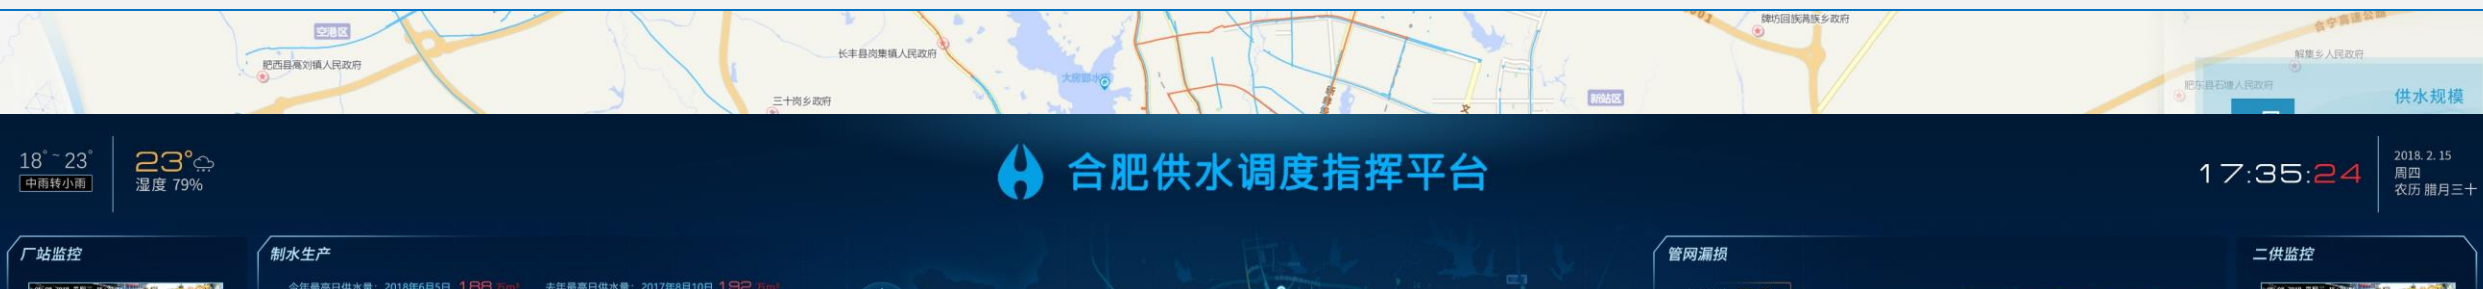 空港区
肥西县高刘镇人民政府
长丰县岗集镇人民政府
大房郢水库
三十岗乡政府
新站区
牌坊回族满族乡政府
合宁高速公路
解集乡人民政府
肥东县石塘人民政府
供水规模
18°~23°
中雨转小雨
23°
湿度 79%
合肥供水调度指挥平台
17:35:24
2018. 2. 15
周四
农历 腊月三十
厂站监控
制水生产
管网漏损
二供监控
今年最高日供水量：2018年6月5日 188 万m³
去年最高日供水量：2017年8月10日 192 万m³